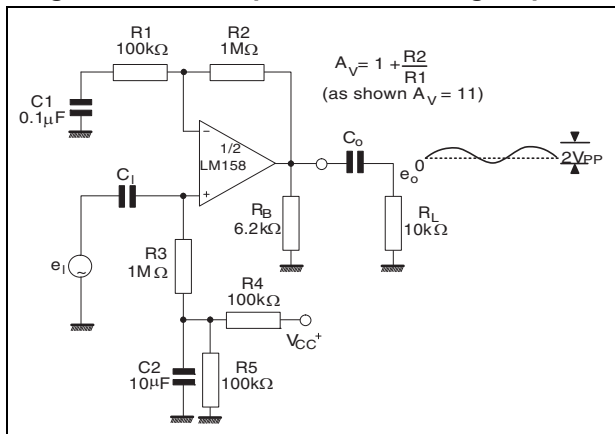 R1
100kΩ
R2
1MΩ
A_V = 1 + R2/R1
(as shown A_V = 11)
C1
0.1μF
1/2
LM158
C_I
C_o
e_o
0
2V_PP
R_B
6.2kΩ
R_L
10kΩ
e_I
~
R3
1MΩ
R4
100kΩ
V_CC+
C2
10μF
R5
100kΩ